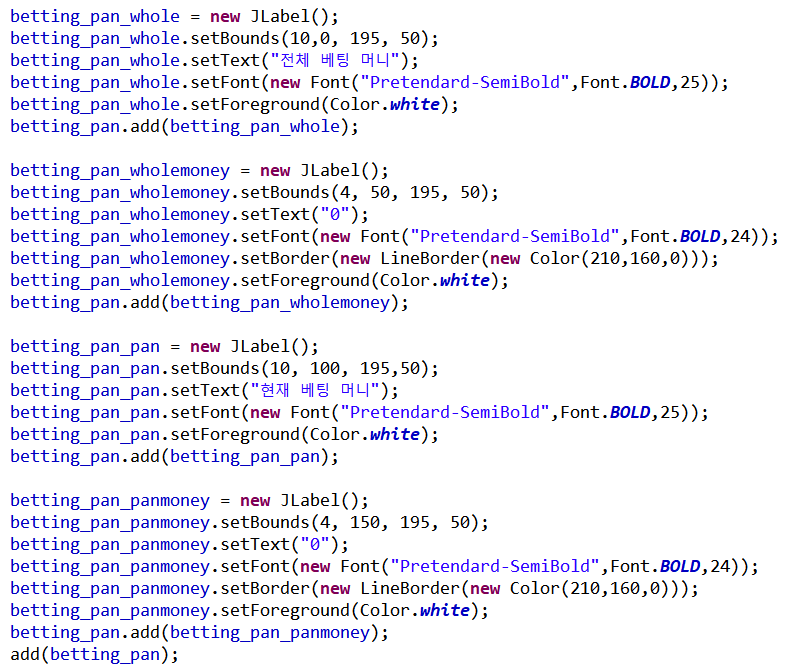 betting_pan_whole = new JLabel();
betting_pan_whole.setBounds(10,0, 195, 50);
betting_pan_whole.setText("전체 베팅 머니");
betting_pan_whole.setFont(new Font("Pretendard-SemiBold",Font.BOLD,25));
betting_pan_whole.setForeground(Color.white);
betting_pan.add(betting_pan_whole);

betting_pan_wholemoney = new JLabel();
betting_pan_wholemoney.setBounds(4, 50, 195, 50);
betting_pan_wholemoney.setText("0");
betting_pan_wholemoney.setFont(new Font("Pretendard-SemiBold",Font.BOLD,24));
betting_pan_wholemoney.setBorder(new LineBorder(new Color(210,160,0)));
betting_pan_wholemoney.setForeground(Color.white);
betting_pan.add(betting_pan_wholemoney);

betting_pan_pan = new JLabel();
betting_pan_pan.setBounds(10, 100, 195,50);
betting_pan_pan.setText("현재 베팅 머니");
betting_pan_pan.setFont(new Font("Pretendard-SemiBold",Font.BOLD,25));
betting_pan_pan.setForeground(Color.white);
betting_pan.add(betting_pan_pan);

betting_pan_panmoney = new JLabel();
betting_pan_panmoney.setBounds(4, 150, 195, 50);
betting_pan_panmoney.setText("0");
betting_pan_panmoney.setFont(new Font("Pretendard-SemiBold",Font.BOLD,24));
betting_pan_panmoney.setBorder(new LineBorder(new Color(210,160,0)));
betting_pan_panmoney.setForeground(Color.white);
betting_pan.add(betting_pan_panmoney);
add(betting_pan);